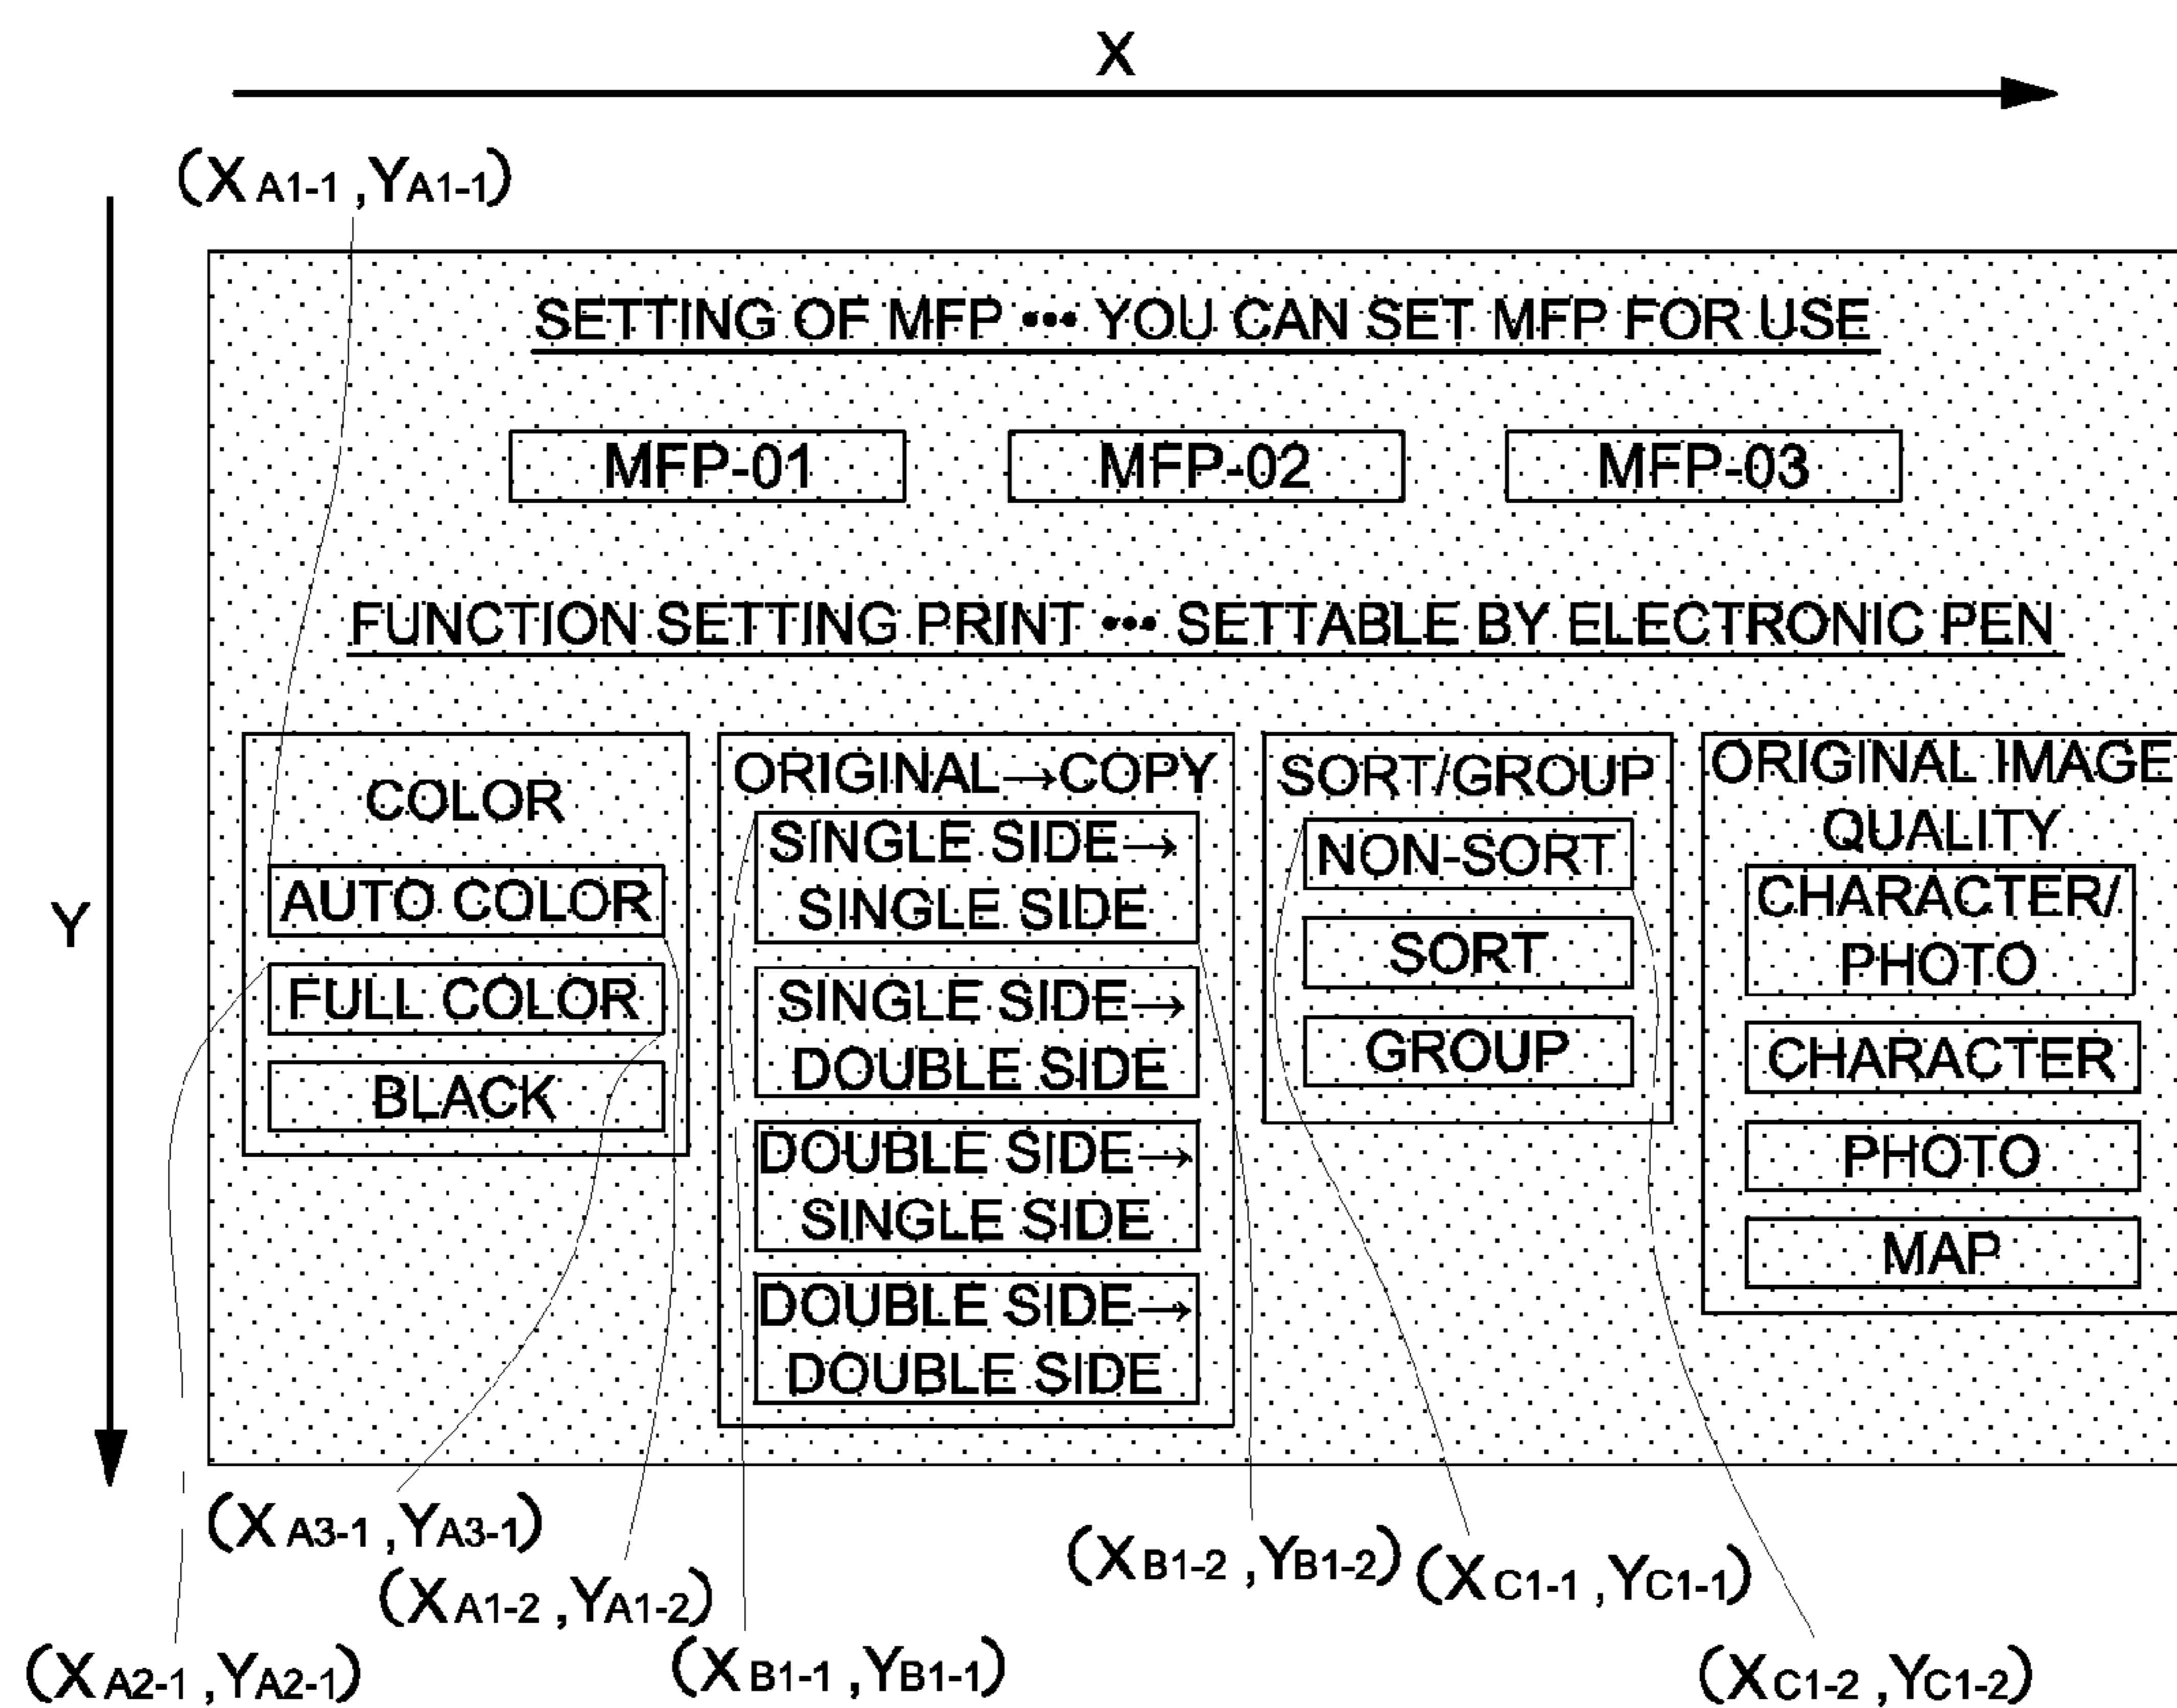 X
(XA1-1 ,YA1-1)
Y
SETTING OF MFP ••• YOU CAN SET MFP FOR USE
MFP-01
MFP-02
MFP-03
FUNCTION SETTING PRINT ••• SETTABLE BY ELECTRONIC PEN
COLOR
AUTO COLOR
FULL COLOR
BLACK
ORIGINAL→COPY
SINGLE SIDE→
SINGLE SIDE
SINGLE SIDE→
DOUBLE SIDE
DOUBLE SIDE→
SINGLE SIDE
DOUBLE SIDE→
DOUBLE SIDE
SORT/GROUP
NON-SORT
SORT
GROUP
ORIGINAL IMAGE
QUALITY
CHARACTER/
PHOTO
CHARACTER
PHOTO
MAP
(XA3-1 ,YA3-1)
(XA1-2 ,YA1-2)
(XA2-1 ,YA2-1)
(XB1-1 ,YB1-1)
(XB1-2 ,YB1-2)
(XC1-1 ,YC1-1)
(XC1-2 ,YC1-2)